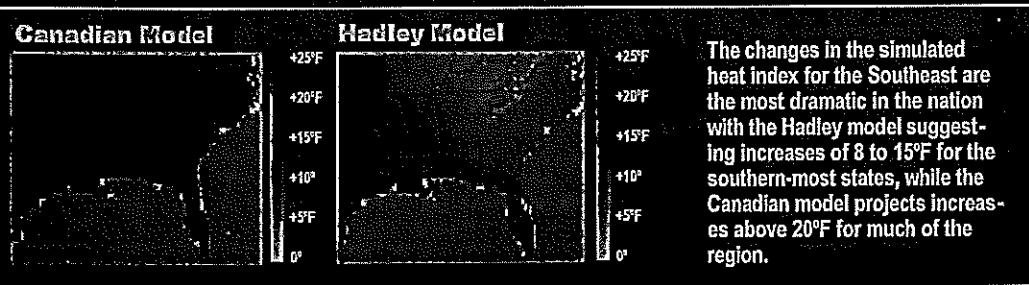 Canadian Model
+25°F
+20°F
+15°F
+10°
+5°F
0°
Hadley Model
+25°F
+20°F
+15°F
+10°
+5°F
0°
The changes in the simulated
heat index for the Southeast are
the most dramatic in the nation
with the Hadley model suggest-
ing increases of 8 to 15°F for the
southern-most states, while the
Canadian model projects increas-
es above 20°F for much of the
region.